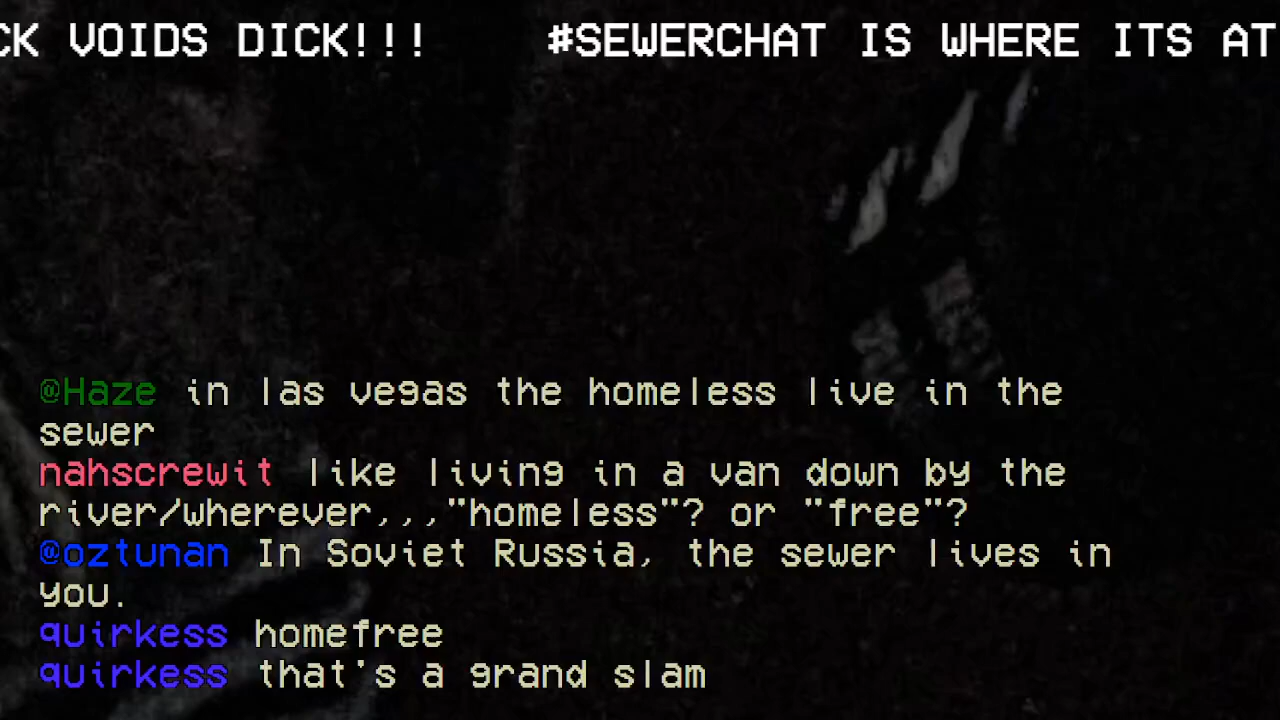 CK VOIDS DICK!!! #SEWERCHAT IS WHERE ITS AT
@Haze in las vegas the homeless live in the
sewer
nahscrewit like living in a van down by the
river/wherever,,,"homeless"? or "free"?
@oztunan In Soviet Russia, the sewer lives in
you.
quirkess homefree
quirkess that's a grand slam